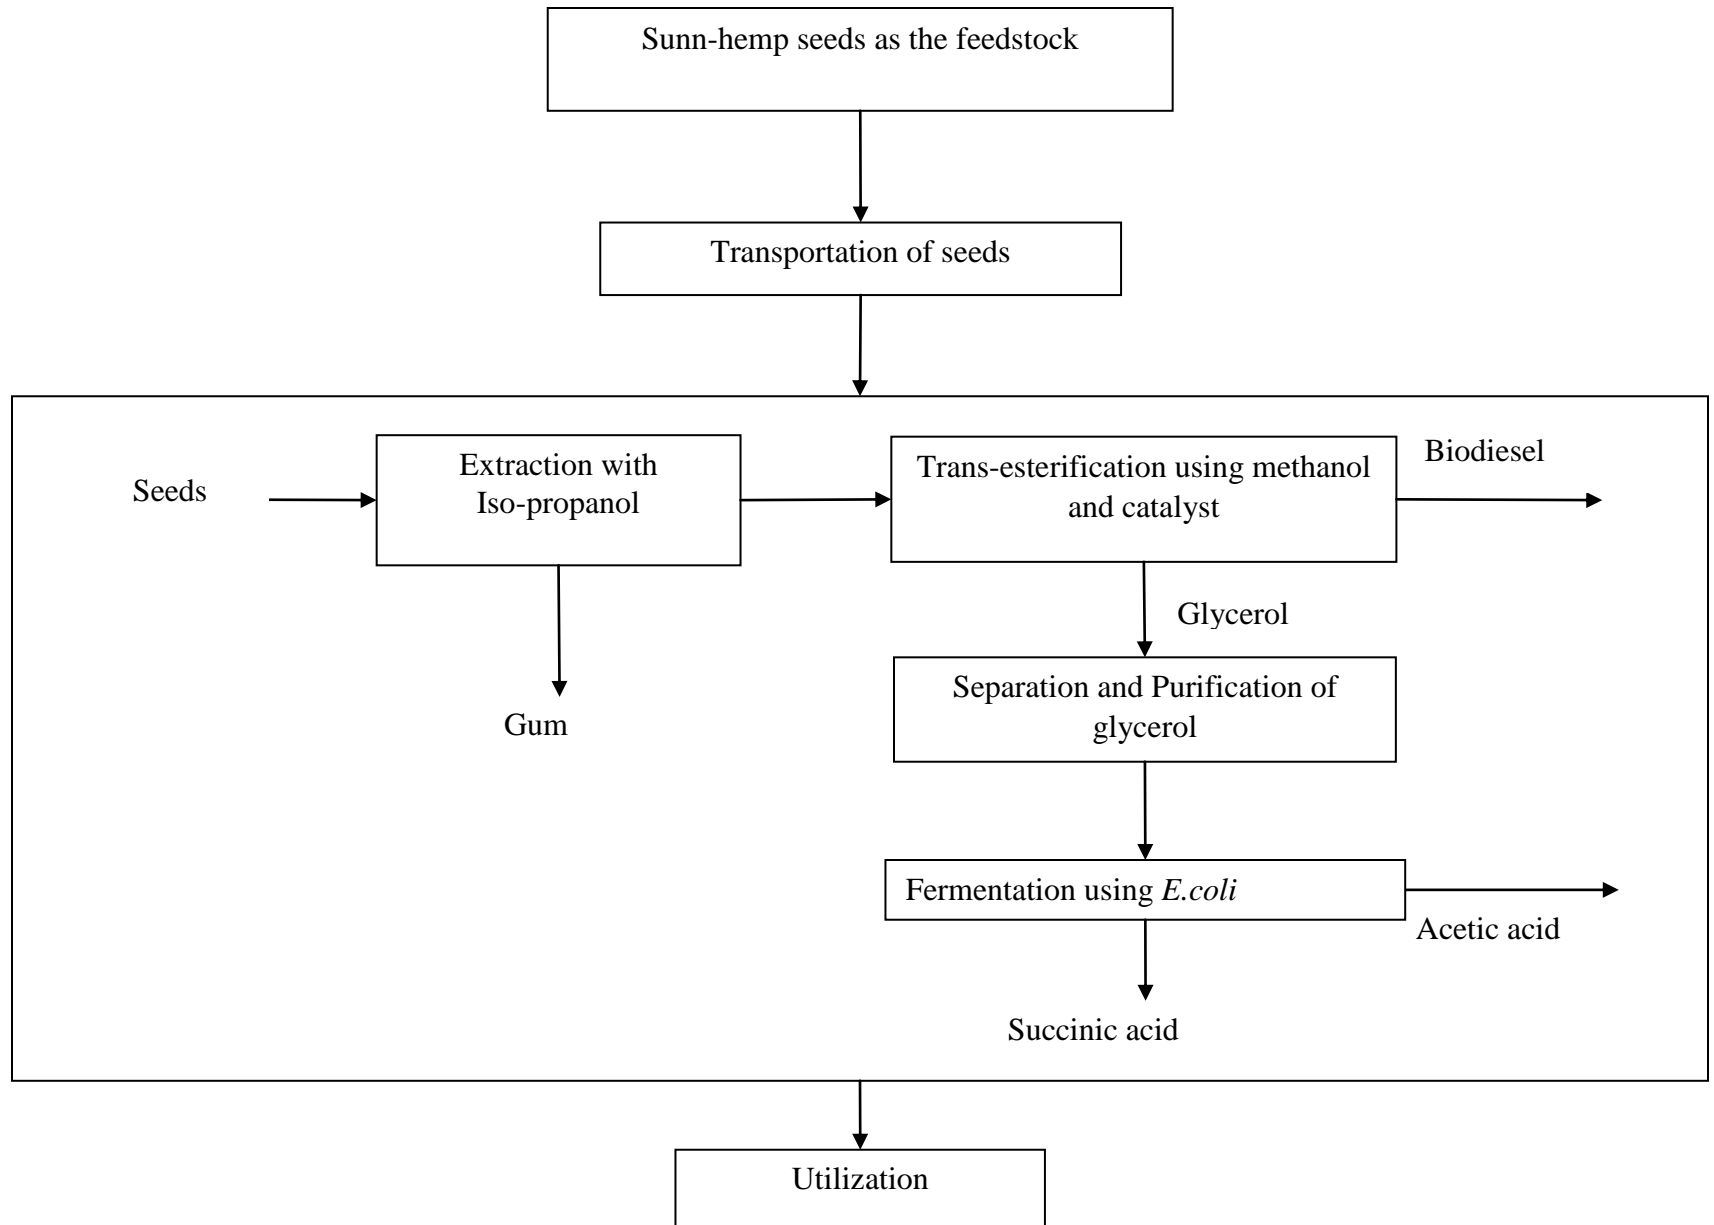 Sunn-hemp seeds as the feedstock
Transportation of seeds
Seeds
Extraction with
Iso-propanol
Trans-esterification using methanol
and catalyst
Biodiesel
Glycerol
Gum
Separation and Purification of
glycerol
Fermentation using E.coli
Acetic acid
Succinic acid
Utilization